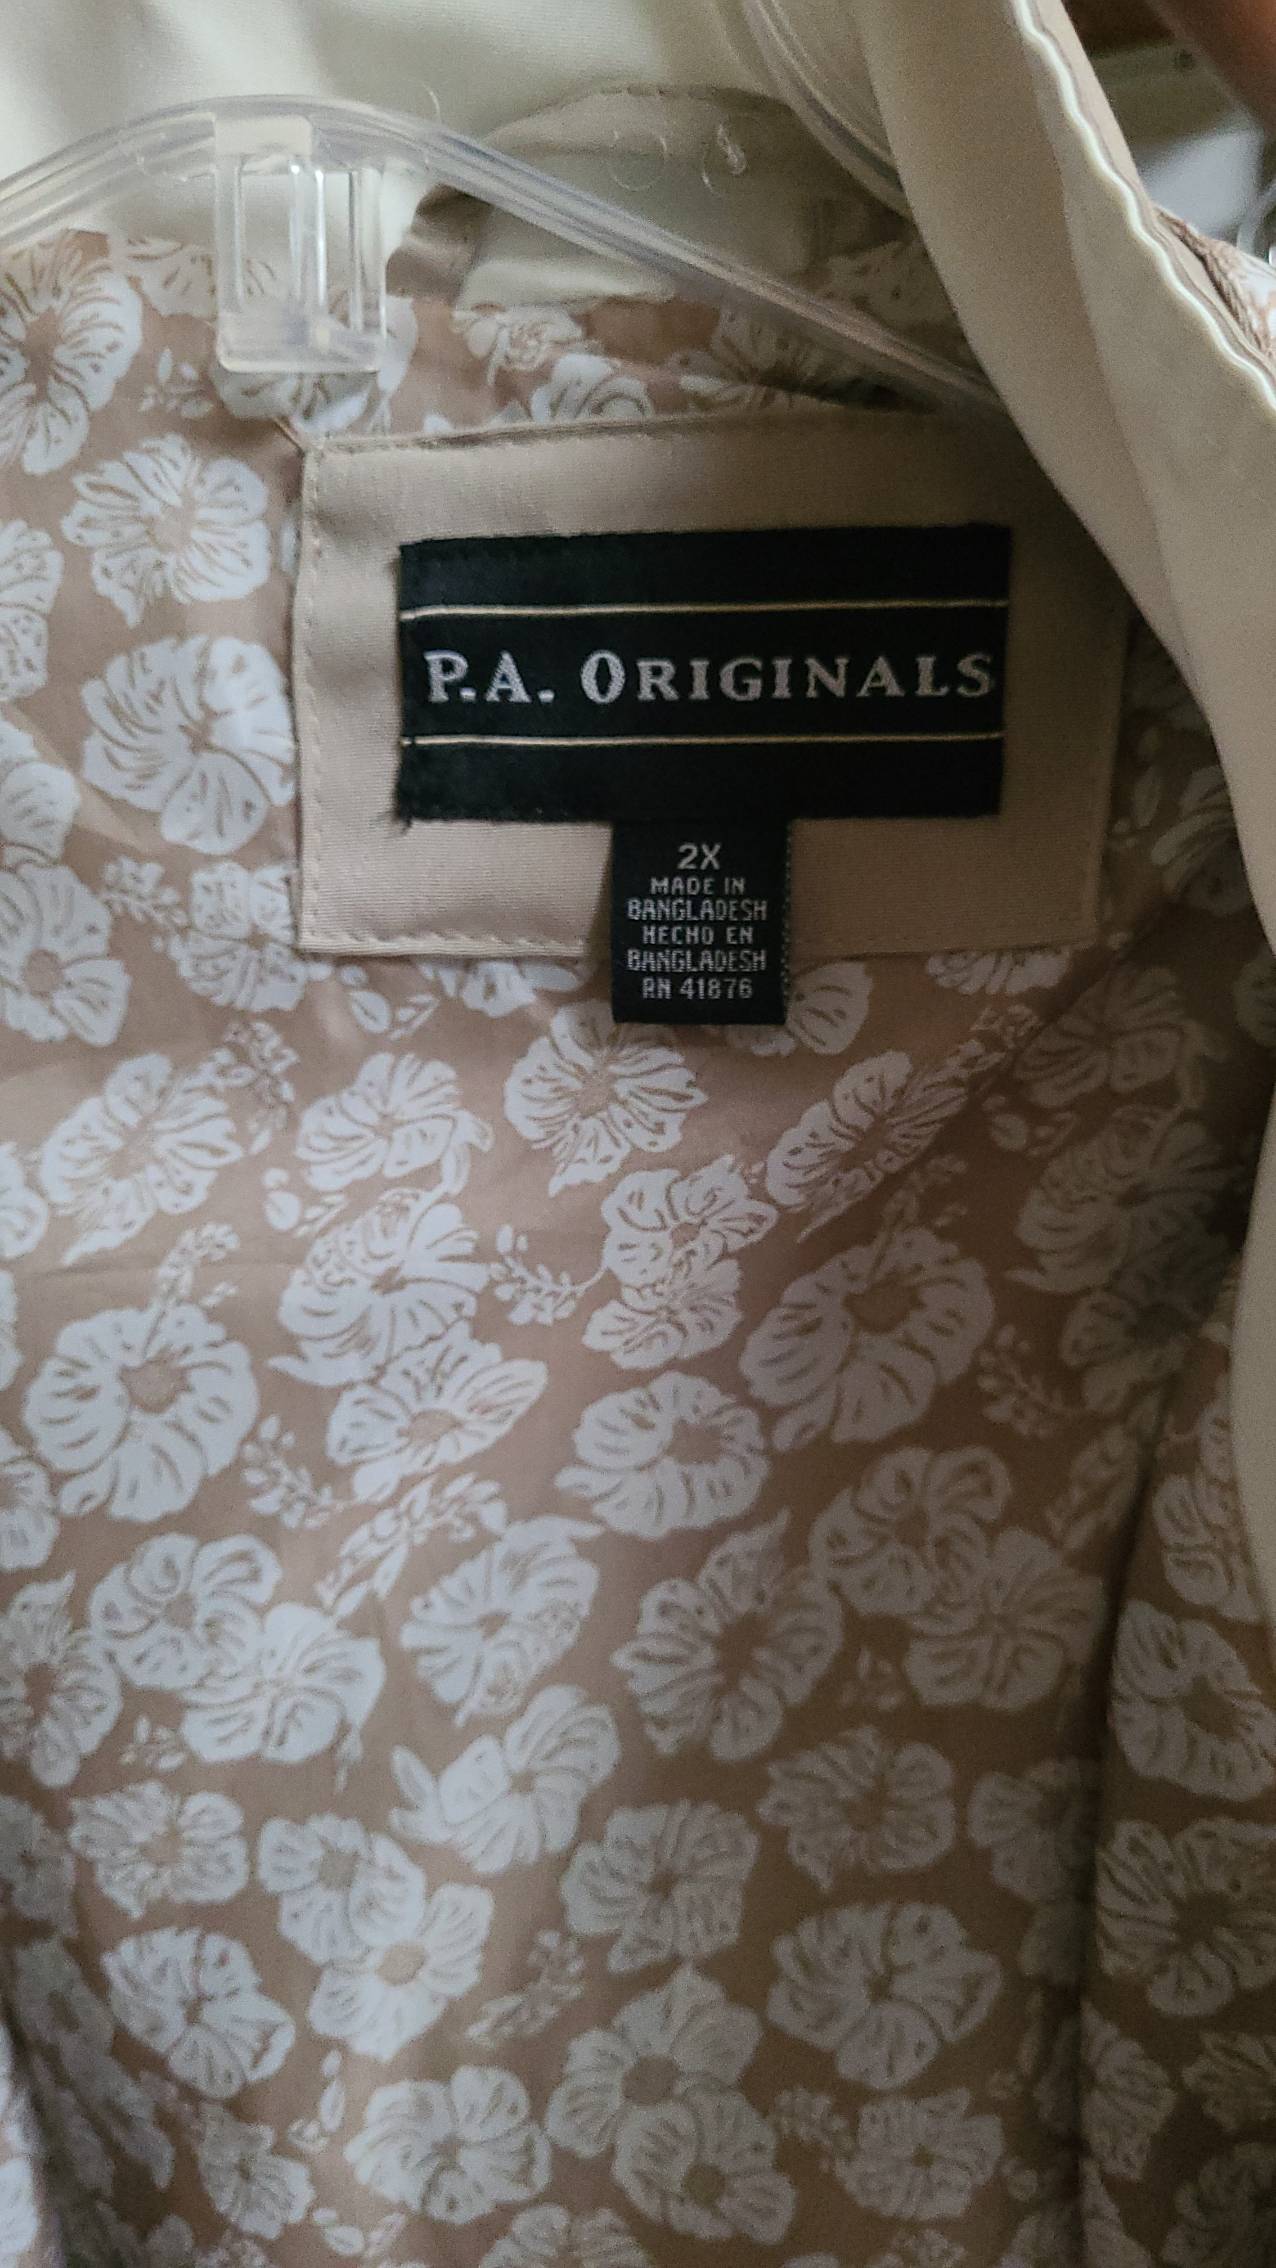 P.A. ORIGINALS
2X
MADE IN
BANGLADESH
HECHO EN
BANGLADESH
RN 41876